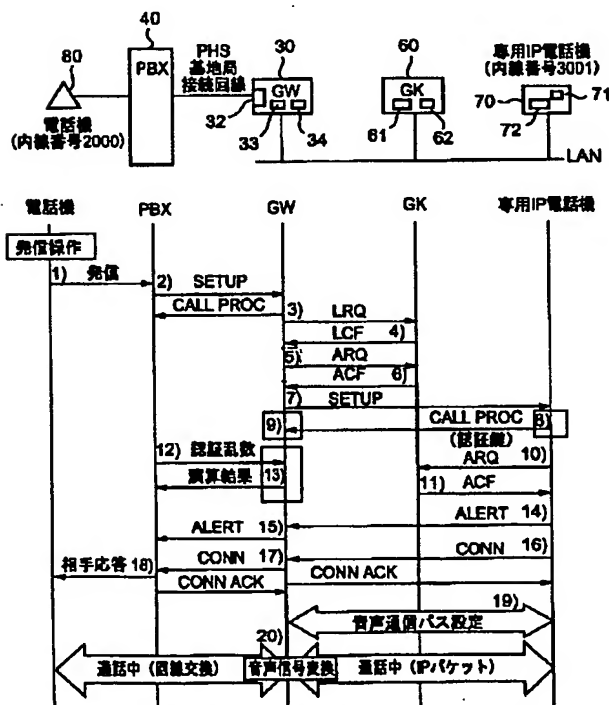 40
80
PBX
PHS
基地局
接続回線
30
GW
32
33
34
60
GK
61
62
専用IP電話機
(内線番号3001)
70
71
72
電話機
(内線番号2000)
LAN
電話機
PBX
GW
GK
専用IP電話機
発信操作
1) 発信
2) SETUP
CALL PROC
3) LRQ
LCF 4)
5) ARQ
ACF 6)
7) SETUP
CALL PROC 8)
(認証鍵)
9)
ARQ 10)
11) ACF
12) 認証乱数
演算結果 13)
ALERT 14)
ALERT 15)
CONN 16)
CONN 17)
相手応答 18)
CONN ACK
CONN ACK
19)
音声通信パス設定
20)
通話中(回線交換)
音声信号変換
通話中(IPパケット)